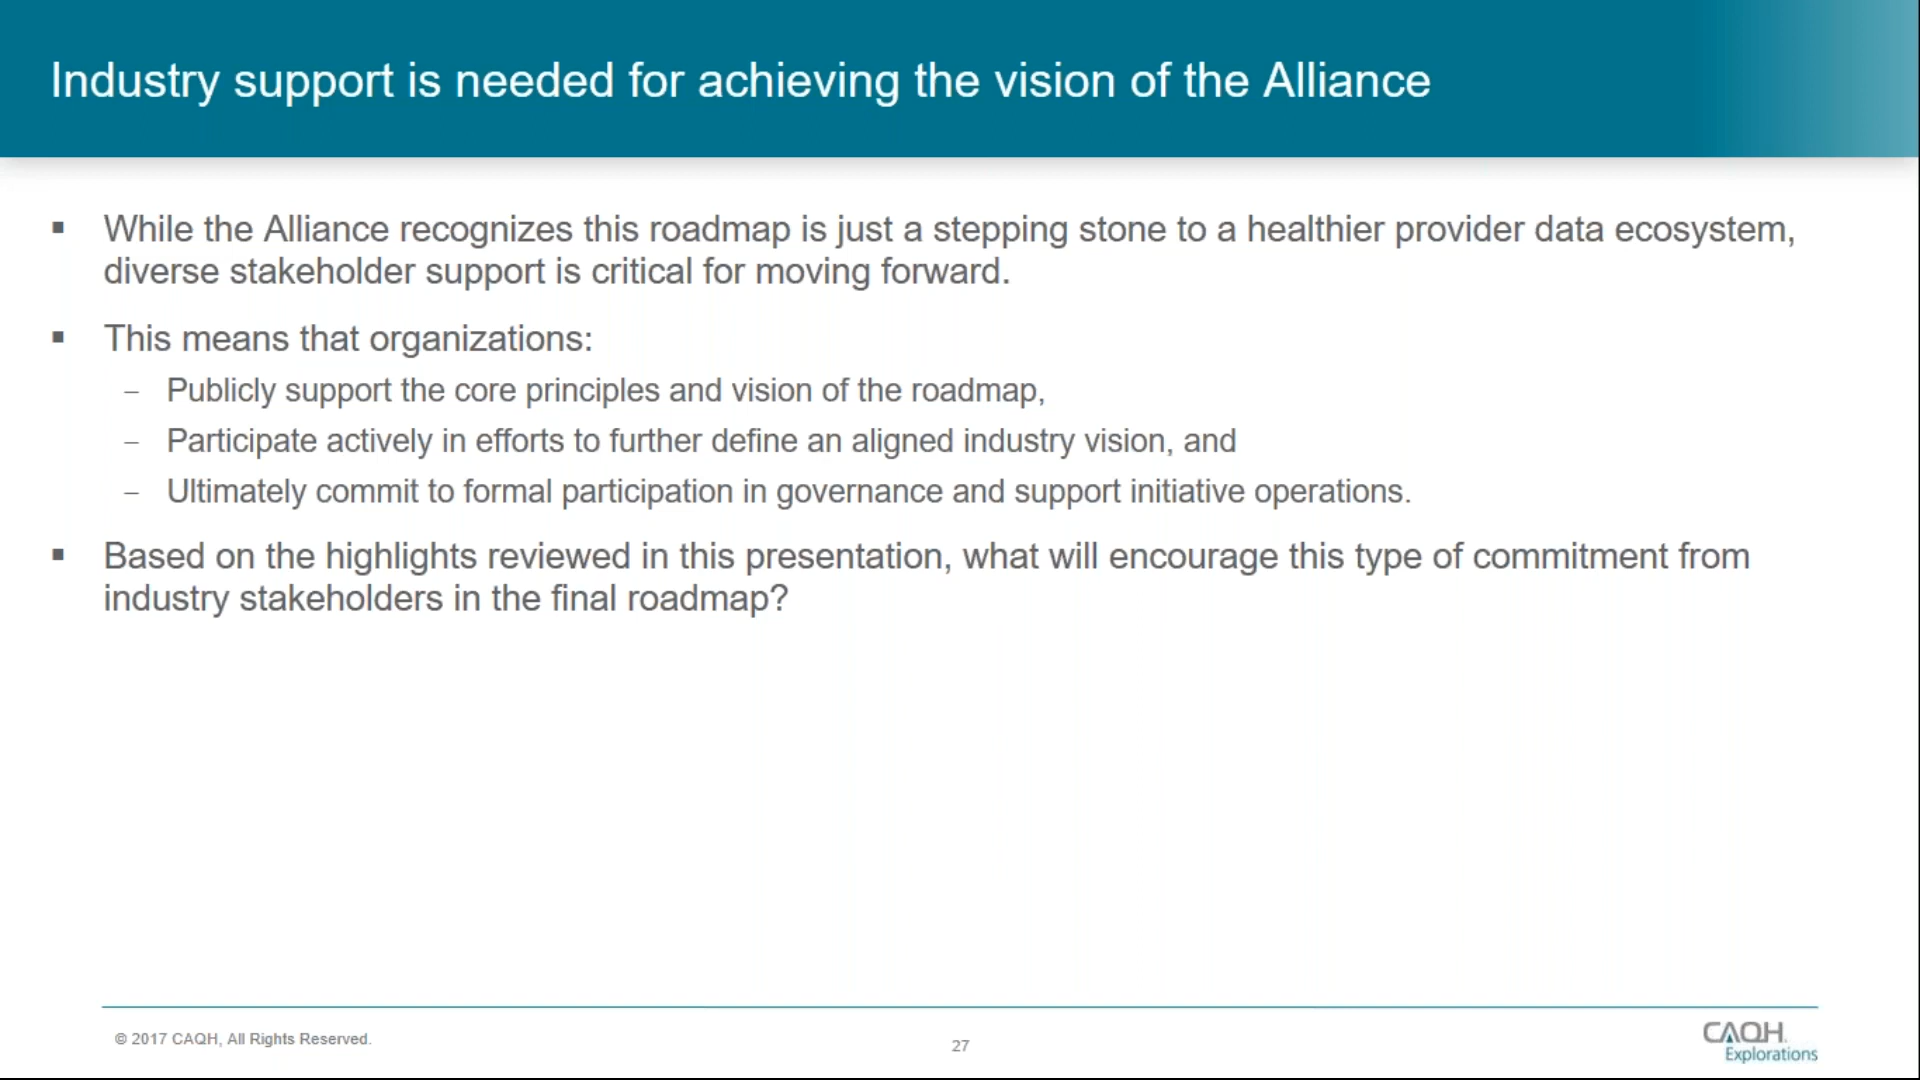 Industry support is needed for achieving the vision of the Alliance
▪ While the Alliance recognizes this roadmap is just a stepping stone to a healthier provider data ecosystem,
diverse stakeholder support is critical for moving forward.
▪ This means that organizations:
– Publicly support the core principles and vision of the roadmap,
– Participate actively in efforts to further define an aligned industry vision, and
– Ultimately commit to formal participation in governance and support initiative operations.
▪ Based on the highlights reviewed in this presentation, what will encourage this type of commitment from
industry stakeholders in the final roadmap?
© 2017 CAQH, All Rights Reserved.
27
CAQH
Explorations